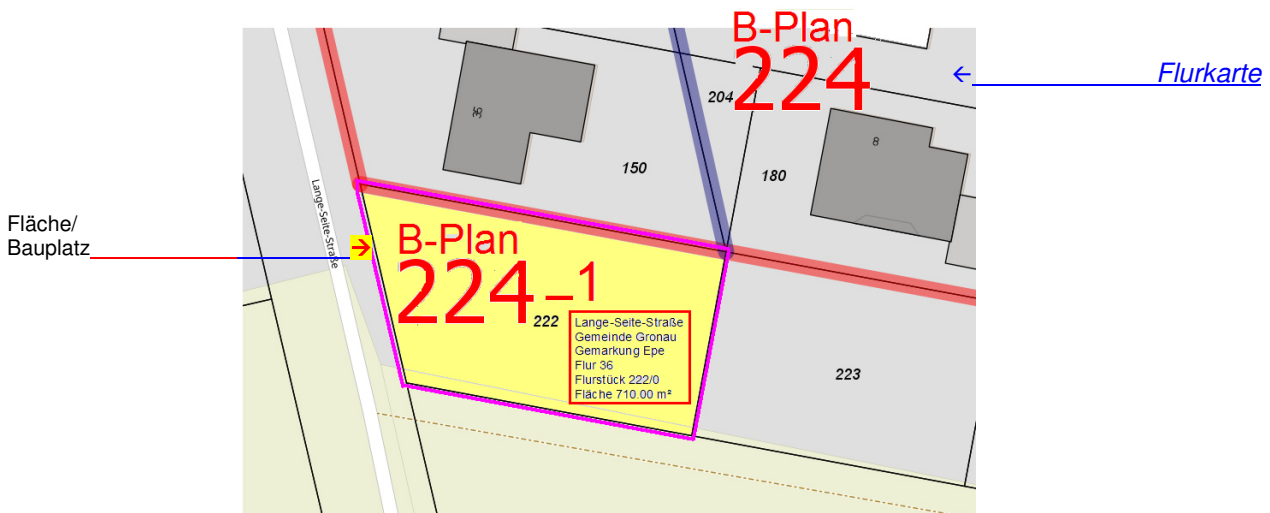 B-Plan
224
← Flurkarte
204
8
150
180
Lange-Seite-Straße
Fläche/
Bauplatz
→
B-Plan
224–1
222
Lange-Seite-Straße
Gemeinde Gronau
Gemarkung Epe
Flur 36
Flurstück 222/0
Fläche 710.00 m²
223